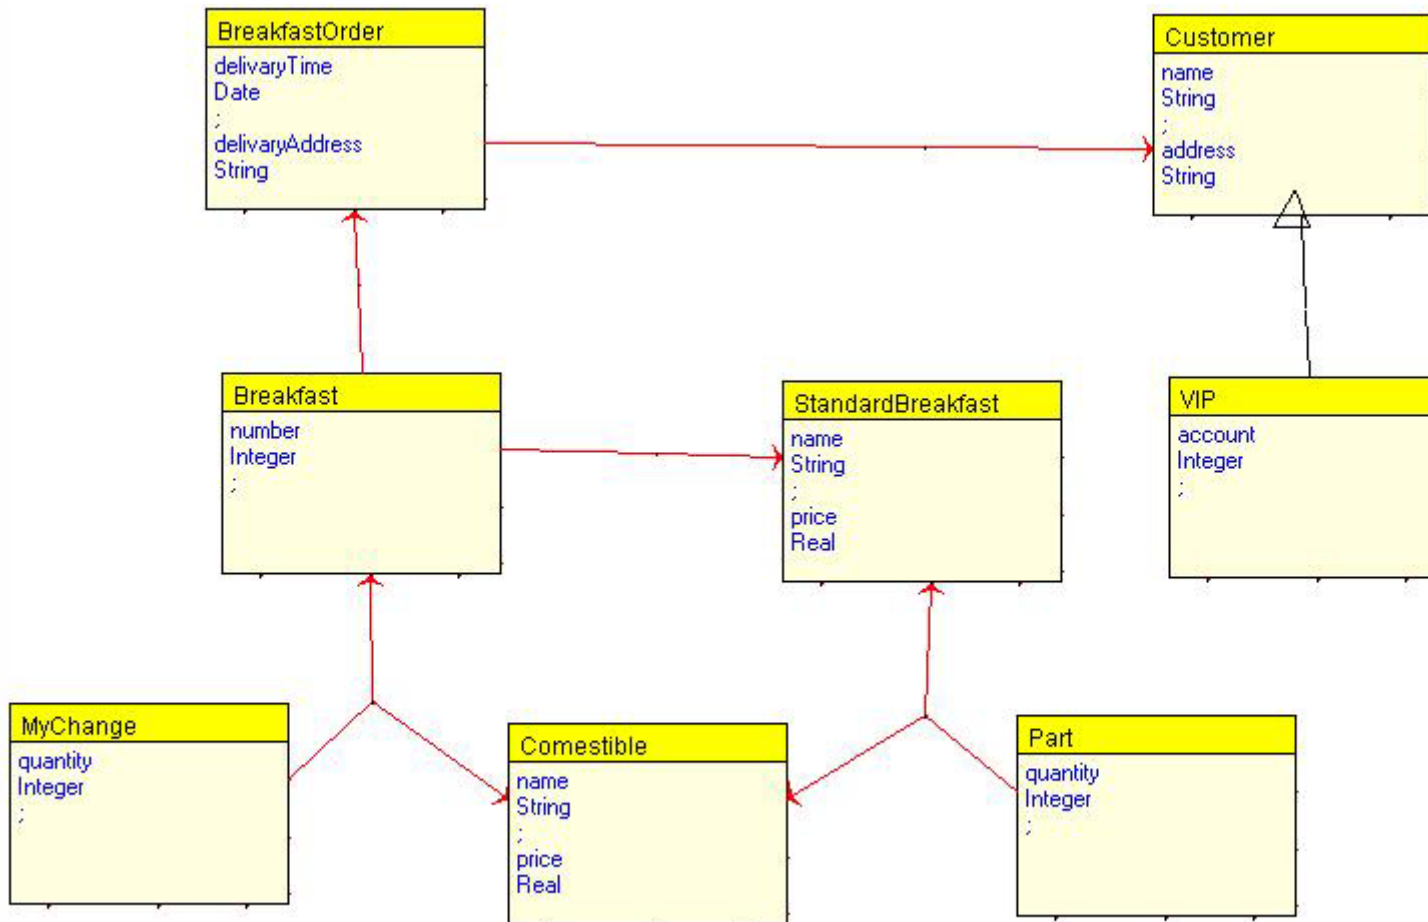 BreakfastOrder
delivaryTime
Date
;
delivaryAddress
String
Customer
name
String
;
address
String
Breakfast
number
Integer
;
StandardBreakfast
name
String
;
price
Real
VIP
account
Integer
;
MyChange
quantity
Integer
;
Comestible
name
String
;
price
Real
Part
quantity
Integer
;